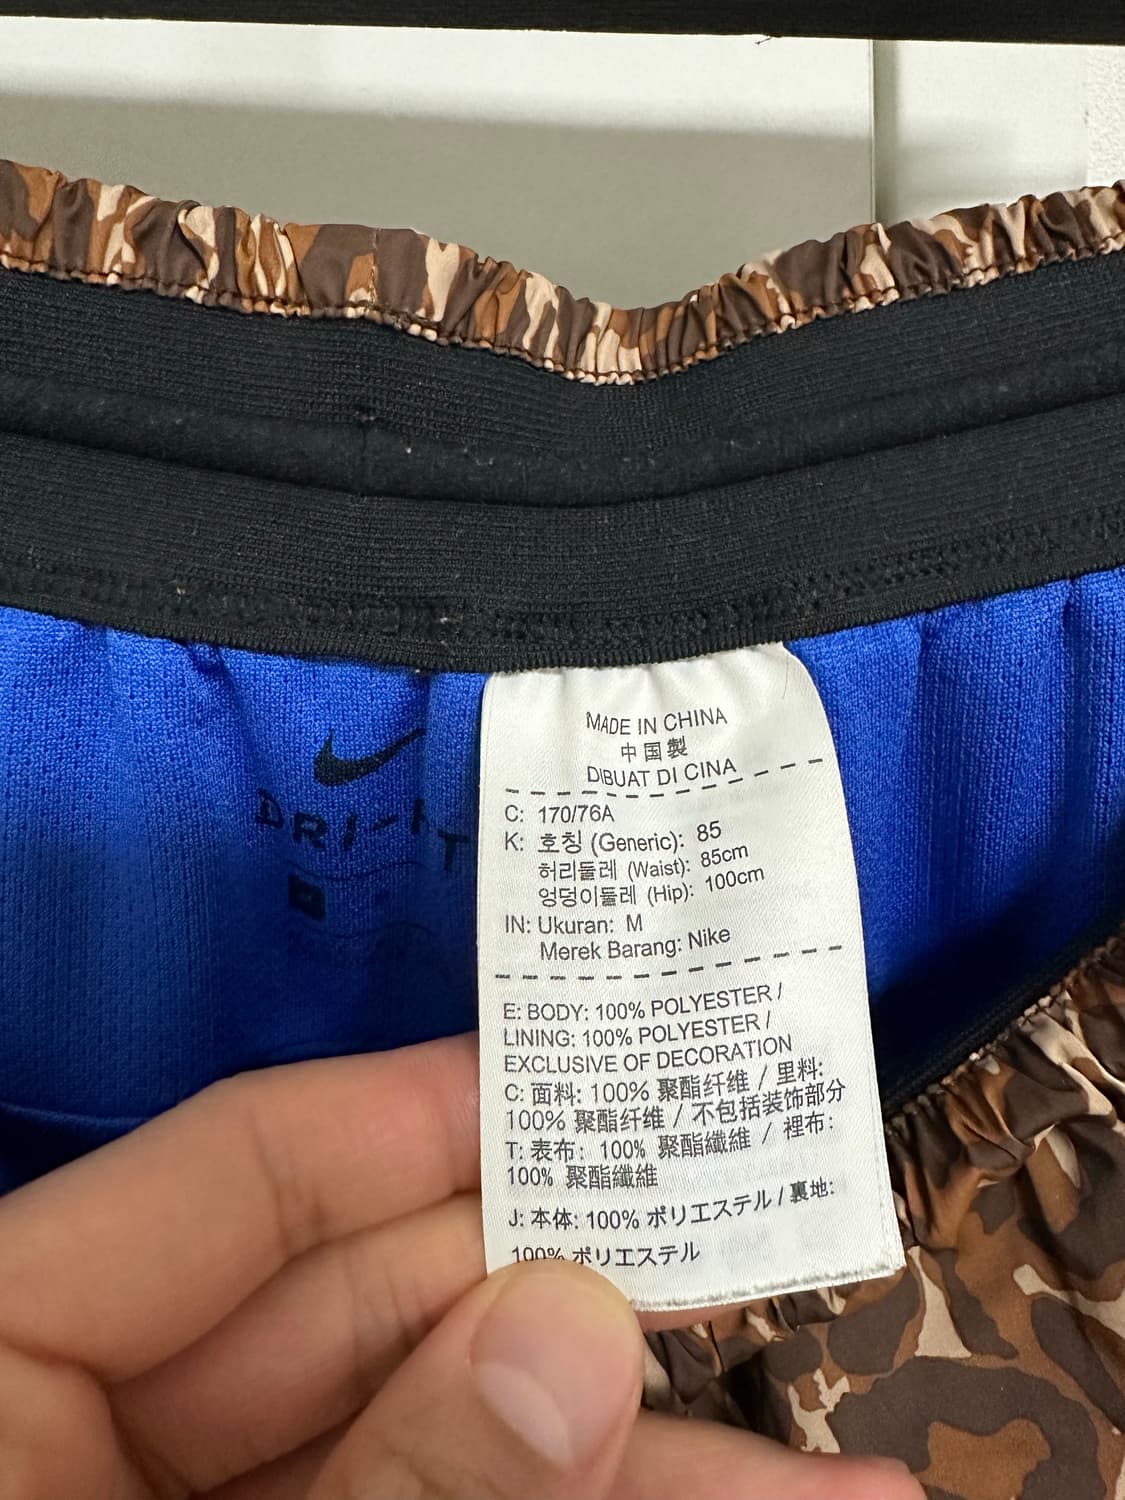 MADE IN CHINA
中国製
DIBUAT DI CINA
C: 170/76A
K: 호칭 (Generic): 85
허리둘레 (Waist): 85cm
엉덩이둘레 (Hip): 100cm
IN: Ukuran: M
Merek Barang: Nike
E: BODY: 100% POLYESTER /
LINING: 100% POLYESTER /
EXCLUSIVE OF DECORATION
C: 面料: 100% 聚酯纤维 / 里料:
100% 聚酯纤维 / 不包括装饰部分
T: 表布: 100% 聚酯纖維 / 裡布:
100% 聚酯纖維
J: 本体: 100% ポリエステル / 裏地:
100% ポリエステル
DRI-FIT